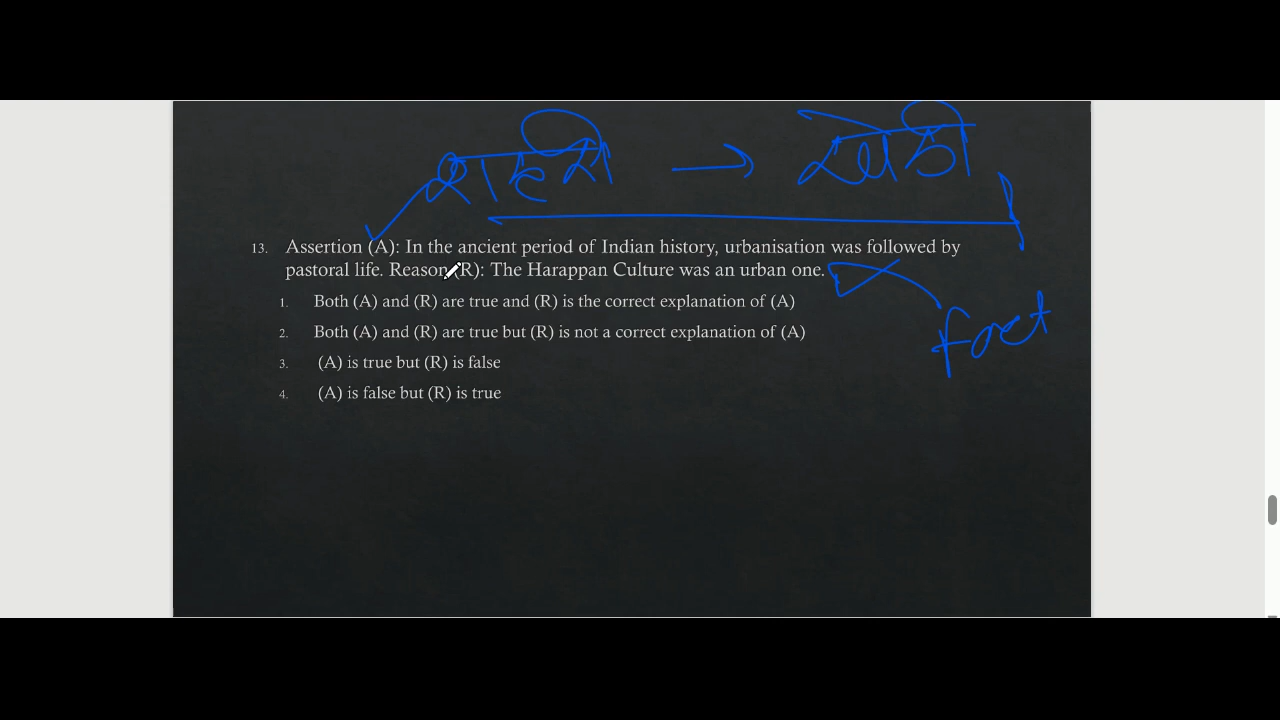 13. Assertion (A): In the ancient period of Indian history, urbanisation was followed by
pastoral life. Reason (R): The Harappan Culture was an urban one.
fact
1. Both (A) and (R) are true and (R) is the correct explanation of (A)
2. Both (A) and (R) are true but (R) is not a correct explanation of (A)
3. (A) is true but (R) is false
4. (A) is false but (R) is true